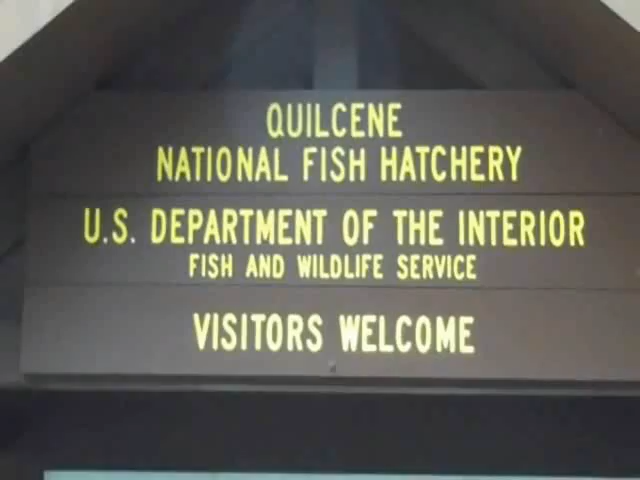 QUILCENE
NATIONAL FISH HATCHERY
U.S. DEPARTMENT OF THE INTERIOR
FISH AND WILDLIFE SERVICE
VISITORS WELCOME